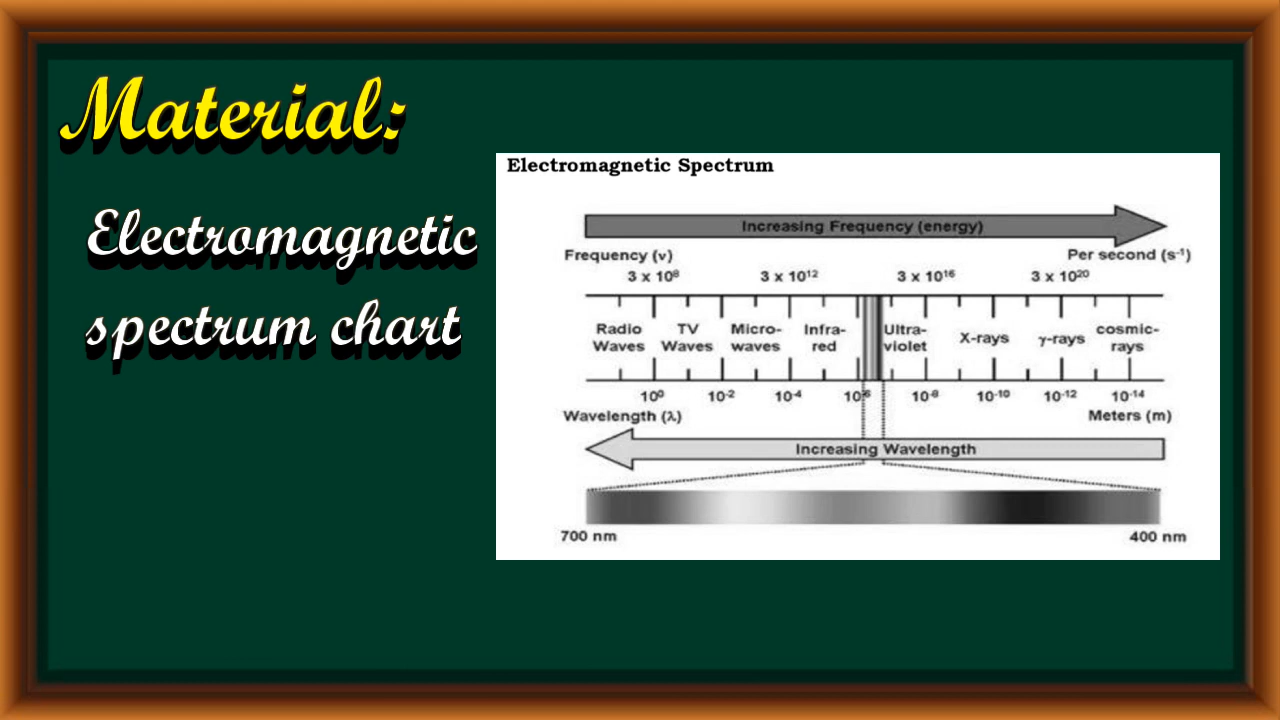 Material:
Electromagnetic
spectrum chart
Electromagnetic Spectrum
Increasing Frequency (energy)
Frequency (ν) Per second (s⁻¹)
3 x 10⁸ 3 x 10¹² 3 x 10¹⁶ 3 x 10²⁰
Radio TV Micro- Infra- Ultra- X-rays γ-rays cosmic-
Waves Waves waves red violet rays
10⁰ 10⁻² 10⁻⁴ 10⁻⁶ 10⁻⁸ 10⁻¹⁰ 10⁻¹² 10⁻¹⁴
Wavelength (λ) Meters (m)
Increasing Wavelength
700 nm 400 nm